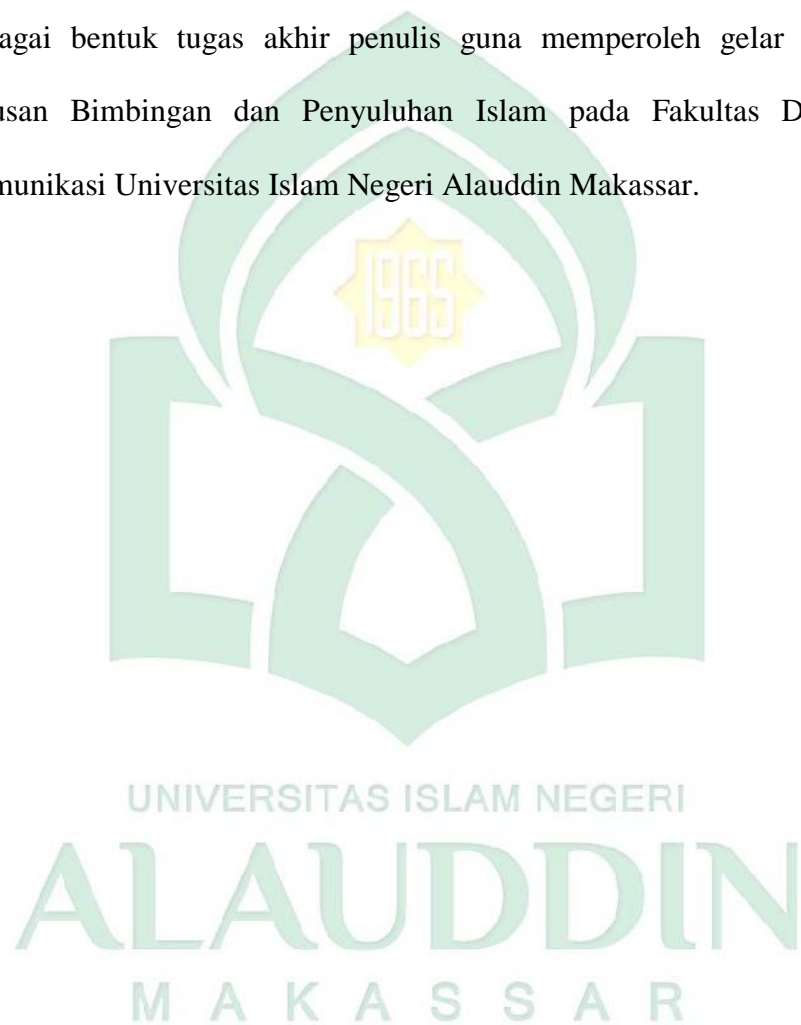 agai bentuk tugas akhir penulis guna memperoleh gelar
usan Bimbingan dan Penyuluhan Islam pada Fakultas D
munikasi Universitas Islam Negeri Alauddin Makassar.
1965
UNIVERSITAS ISLAM NEGERI
ALAUDDIN
MAKASSAR